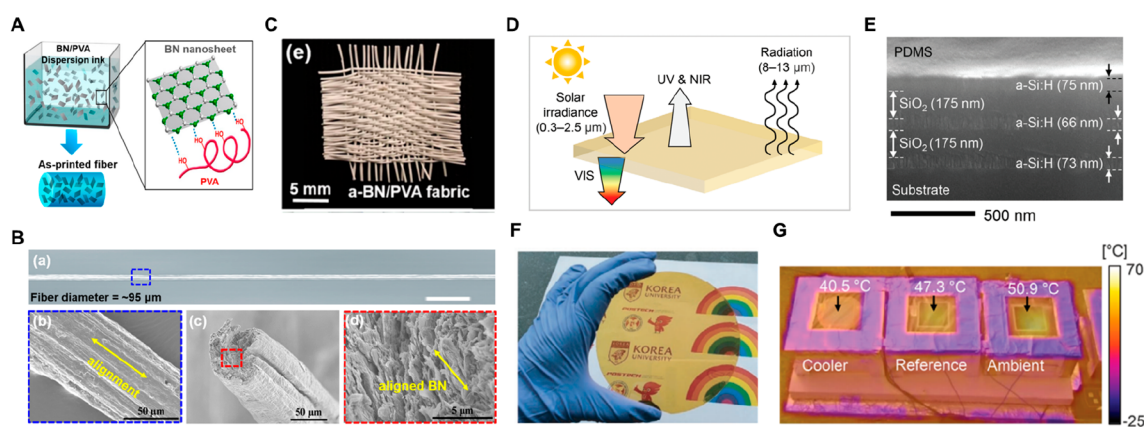 A
BN/PVA
Dispersion ink
BN nanosheet
HO
HO
HO
HO
PVA
As-printed fiber
C
(e)
5 mm
a-BN/PVA fabric
D
Solar
irradiance
(0.3–2.5 μm)
UV & NIR
Radiation
(8–13 μm)
VIS
E
PDMS
a-Si:H (75 nm)
SiO₂ (175 nm)
a-Si:H (66 nm)
SiO₂ (175 nm)
a-Si:H (73 nm)
Substrate
500 nm
B
(a)
Fiber diameter = ~95 μm
(b)
alignment
50 μm
(c)
50 μm
(d)
aligned BN
5 μm
F
KOREA
UNIVERSITY
KOREA
UNIVERSITY
KOREA
UNIVERSITY
G
[°C]
70
-25
40.5 °C
47.3 °C
50.9 °C
Cooler
Reference
Ambient